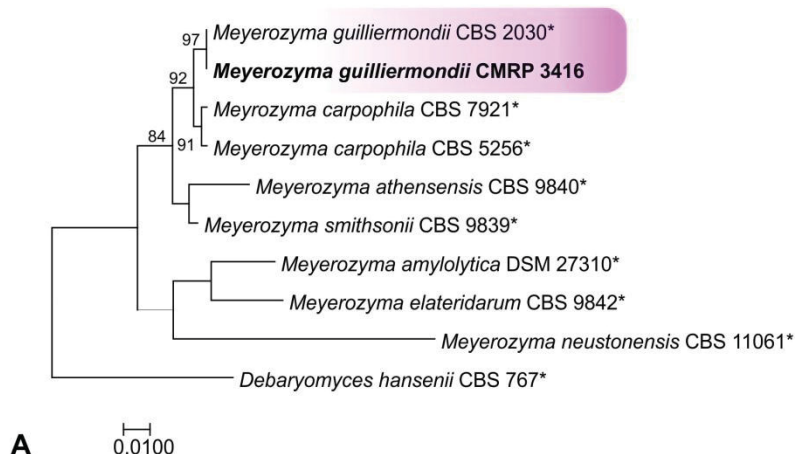 97
Meyerozyma guilliermondii CBS 2030*
Meyerozyma guilliermondii CMRP 3416
92
Meyrozyma carpophila CBS 7921*
84
91
Meyerozyma carpophila CBS 5256*
Meyerozyma athensensis CBS 9840*
Meyerozyma smithsonii CBS 9839*
Meyerozyma amylolytica DSM 27310*
Meyerozyma elateridarum CBS 9842*
Meyerozyma neustonensis CBS 11061*
Debaryomyces hansenii CBS 767*
A
0.0100